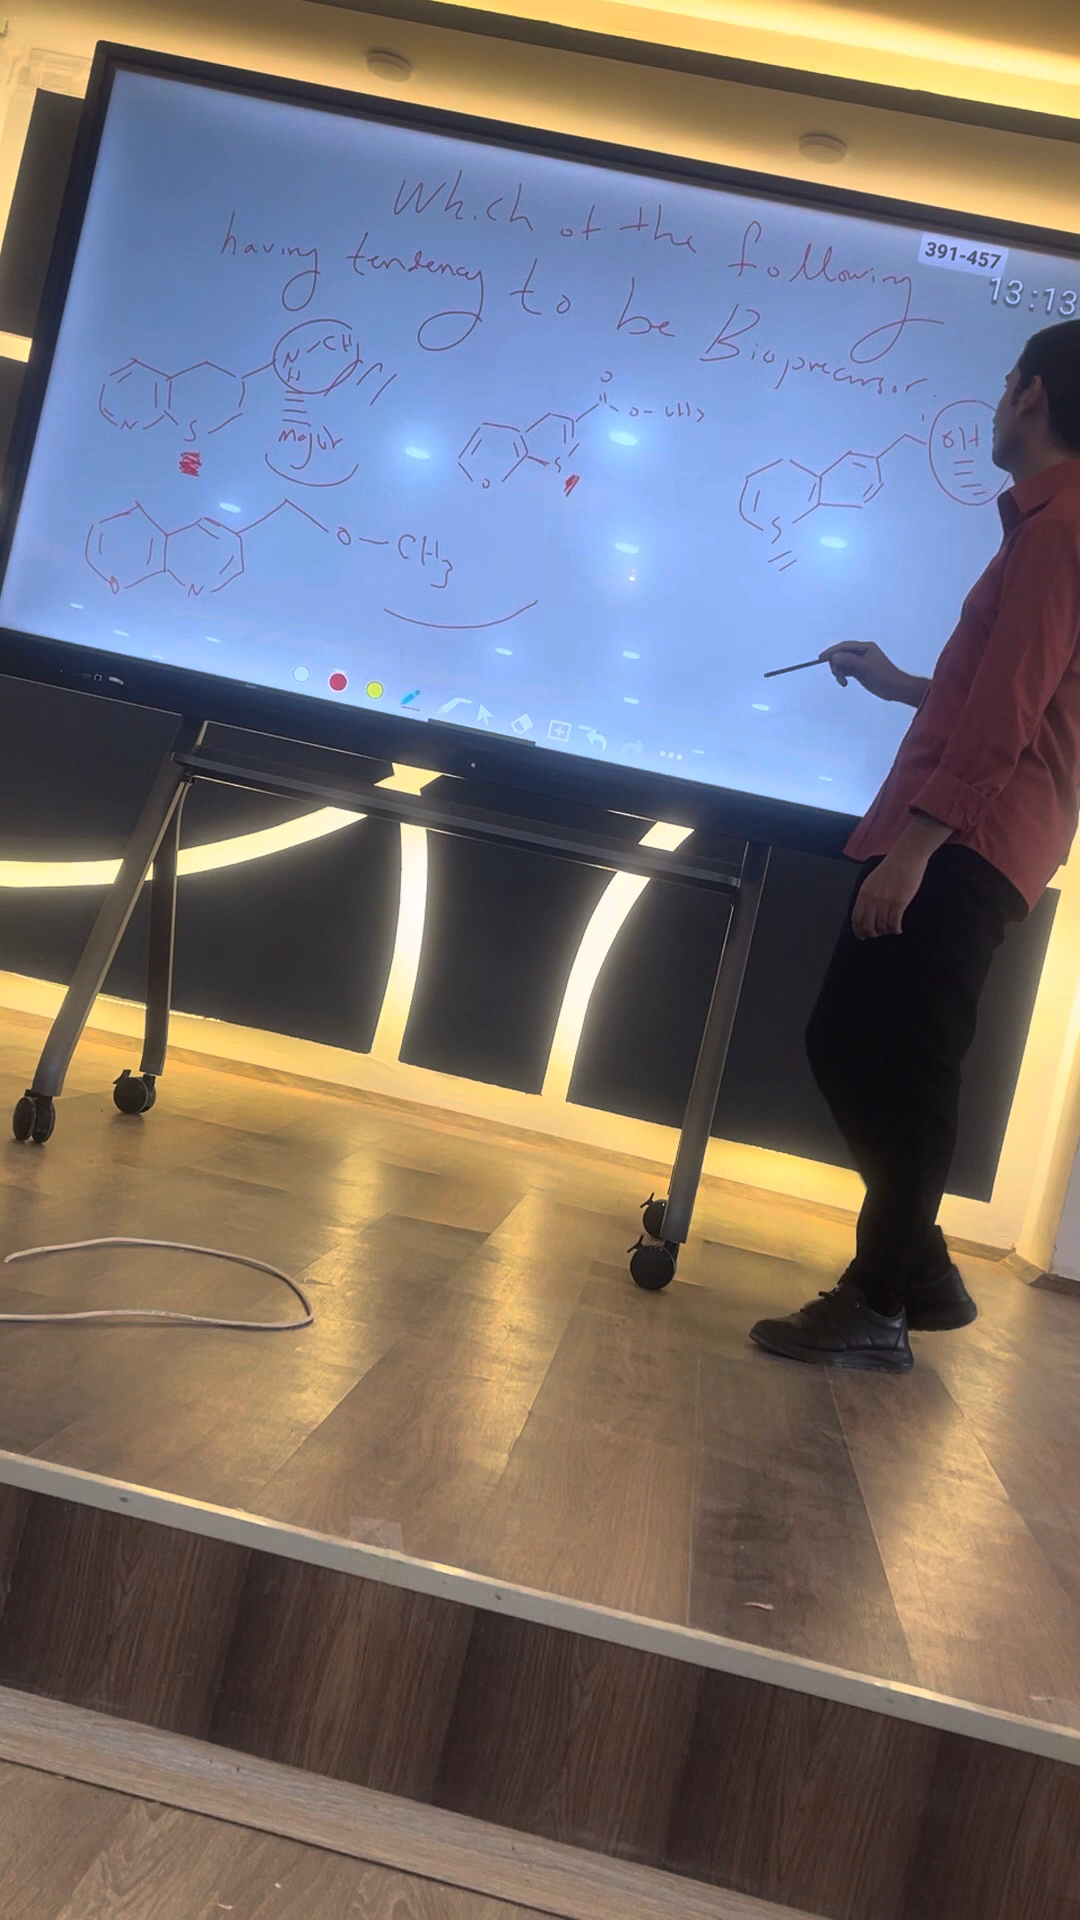 Which of the following
391-457
13:13
having tendency to be Bioprecursor
N-CH3
H
Major
N
S
O
O-CH3
S
O
OH
S
O-CH3
O
N